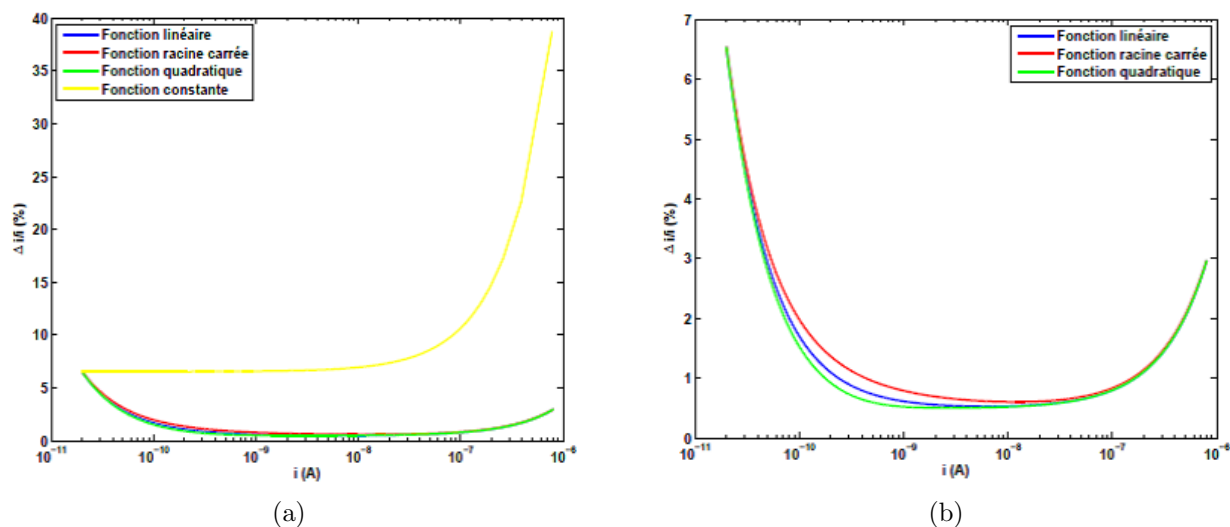 40
35
30
25
20
15
10
5
0
Δ i/i (%)
Fonction linéaire
Fonction racine carrée
Fonction quadratique
Fonction constante
10⁻¹¹ 10⁻¹⁰ 10⁻⁹ 10⁻⁸ 10⁻⁷ 10⁻⁶
i (A)
(a)
7
6
5
4
3
2
1
0
Δ i/i (%)
Fonction linéaire
Fonction racine carrée
Fonction quadratique
10⁻¹¹ 10⁻¹⁰ 10⁻⁹ 10⁻⁸ 10⁻⁷ 10⁻⁶
i (A)
(b)